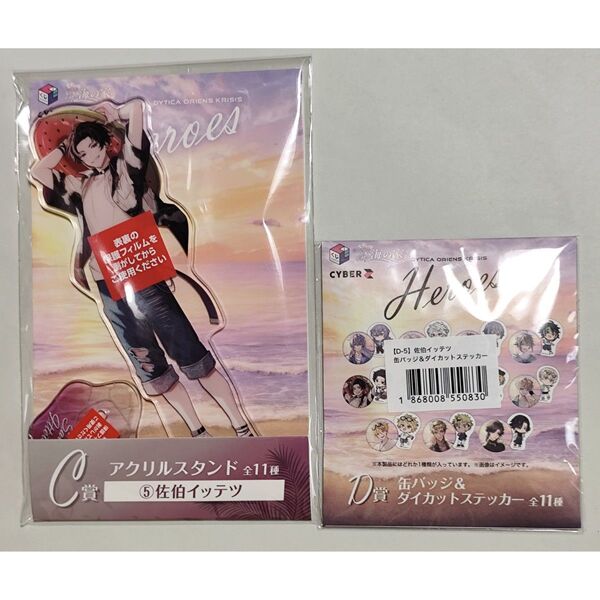 DYTICA ORIENS KRISIS
Heroes
表裏の
保護フィルムを
剥がしてから
ご使用ください
C賞
アクリルスタンド 全11種
⑤佐伯イッテツ
CYBER Z
DYTICA ORIENS KRISIS
Heroes
【D-5】佐伯イッテツ
缶バッジ&ダイカットステッカー
1 868008 550830
※本製品にはどれか1種類が入っています。 ※画像はイメージです。
D賞
缶バッジ&
ダイカットステッカー 全11種